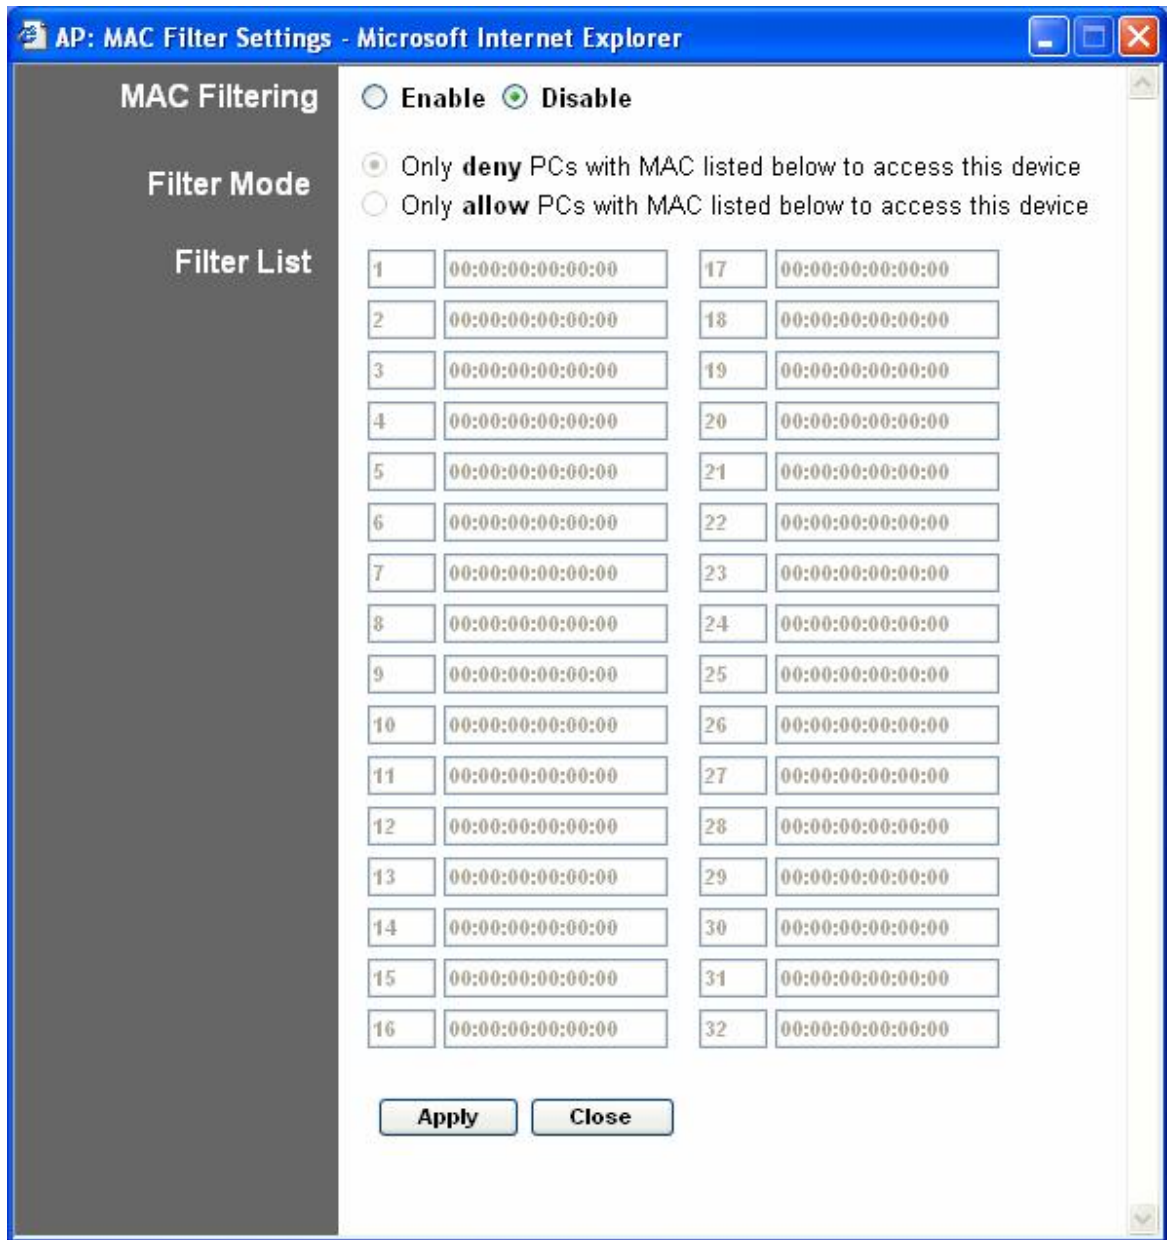 AP: MAC Filter Settings - Microsoft Internet Explorer
MAC Filtering Enable Disable
Filter Mode
Only deny PCs with MAC listed below to access this device
Only allow PCs with MAC listed below to access this device
Filter List
1 00:00:00:00:00:00 17 00:00:00:00:00:00
2 00:00:00:00:00:00 18 00:00:00:00:00:00
3 00:00:00:00:00:00 19 00:00:00:00:00:00
4 00:00:00:00:00:00 20 00:00:00:00:00:00
5 00:00:00:00:00:00 21 00:00:00:00:00:00
6 00:00:00:00:00:00 22 00:00:00:00:00:00
7 00:00:00:00:00:00 23 00:00:00:00:00:00
8 00:00:00:00:00:00 24 00:00:00:00:00:00
9 00:00:00:00:00:00 25 00:00:00:00:00:00
10 00:00:00:00:00:00 26 00:00:00:00:00:00
11 00:00:00:00:00:00 27 00:00:00:00:00:00
12 00:00:00:00:00:00 28 00:00:00:00:00:00
13 00:00:00:00:00:00 29 00:00:00:00:00:00
14 00:00:00:00:00:00 30 00:00:00:00:00:00
15 00:00:00:00:00:00 31 00:00:00:00:00:00
16 00:00:00:00:00:00 32 00:00:00:00:00:00
Apply Close